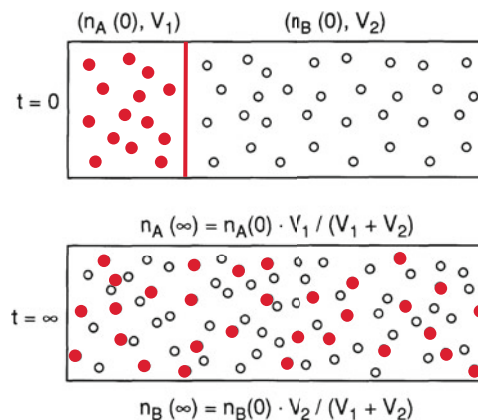 (n_A (0), V_1) (n_B (0), V_2)
t = 0
n_A (∞) = n_A(0) · V_1 / (V_1 + V_2)
t = ∞
n_B (∞) = n_B(0) · V_2 / (V_1 + V_2)